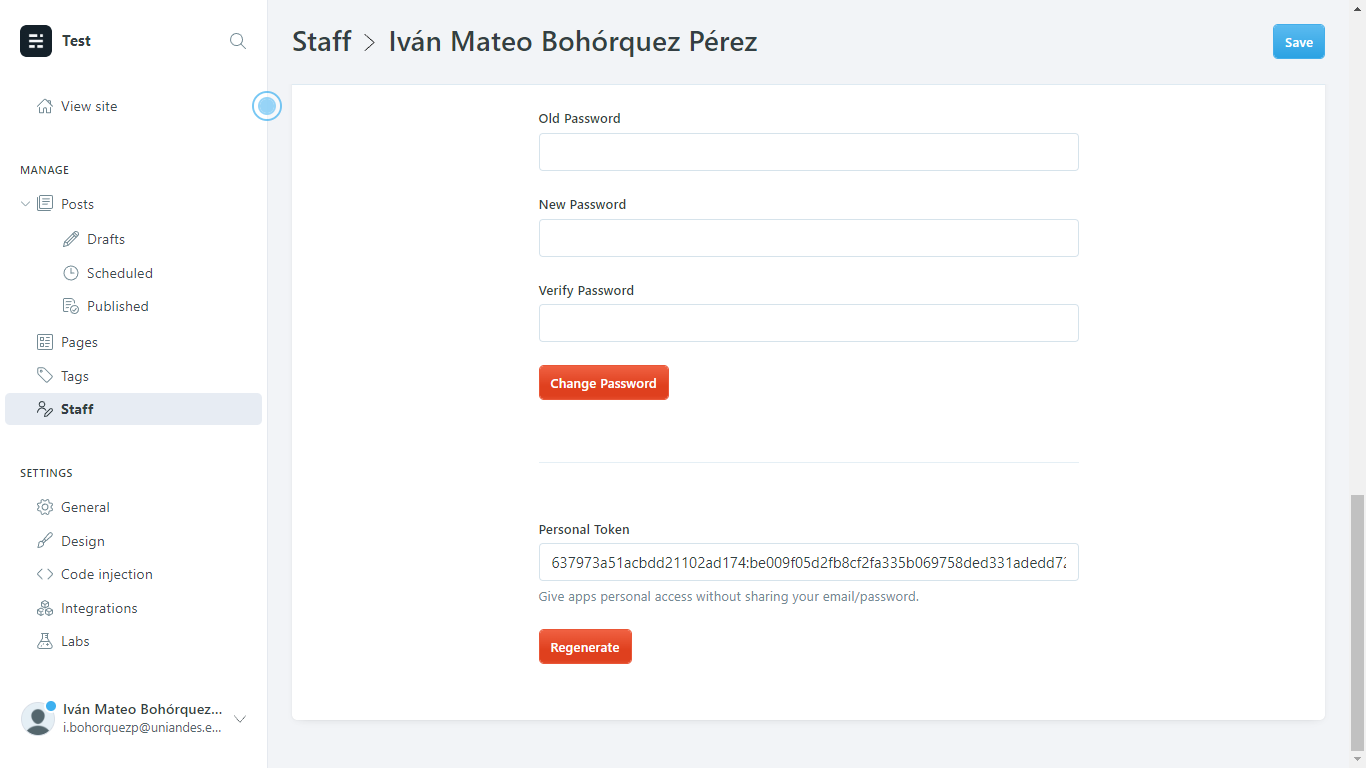 Test
View site
MANAGE
Posts
Drafts
Scheduled
Published
Pages
Tags
Staff
SETTINGS
General
Design
Code injection
Integrations
Labs
Iván Mateo Bohórquez...
i.bohorquezp@uniandes.e...
Staff > Iván Mateo Bohórquez Pérez
Save
Old Password
New Password
Verify Password
Change Password
Personal Token
637973a51acbdd21102ad174:be009f05d2fb8cf2fa335b069758ded331adedd72
Give apps personal access without sharing your email/password.
Regenerate